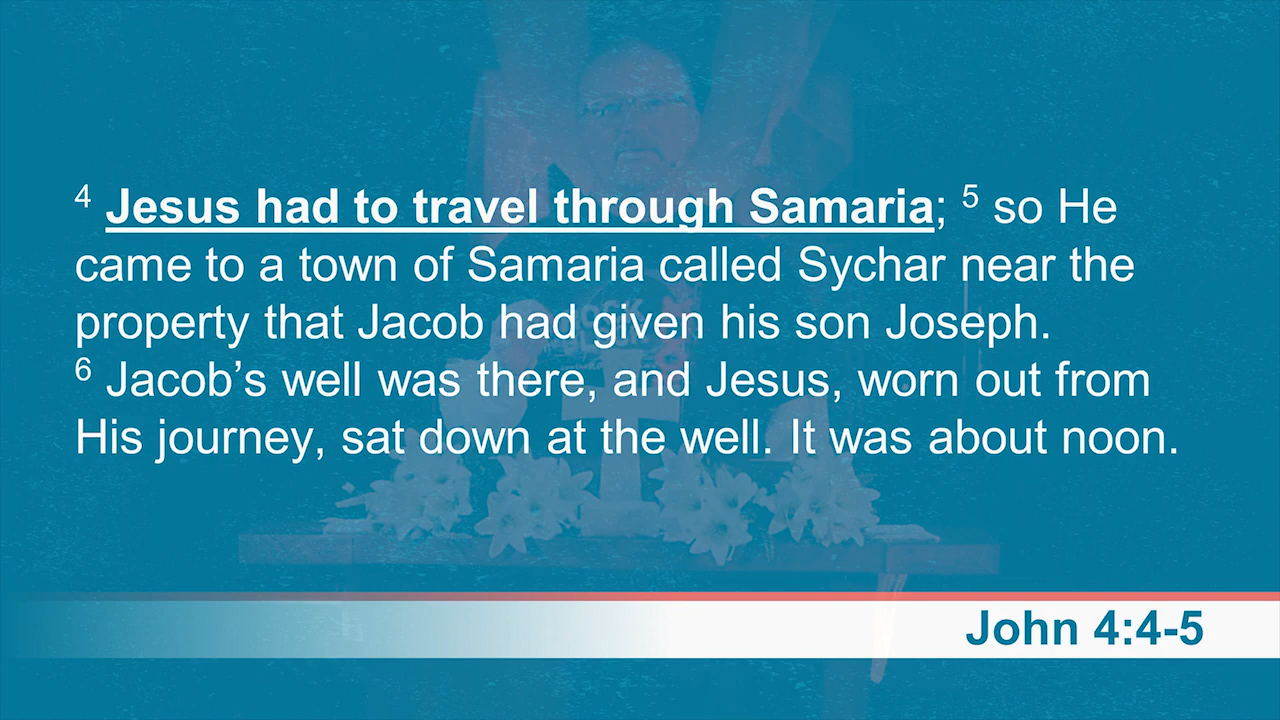 4 Jesus had to travel through Samaria; 5 so He
came to a town of Samaria called Sychar near the
property that Jacob had given his son Joseph.
6 Jacob’s well was there, and Jesus, worn out from
His journey, sat down at the well. It was about noon.
John 4:4-5